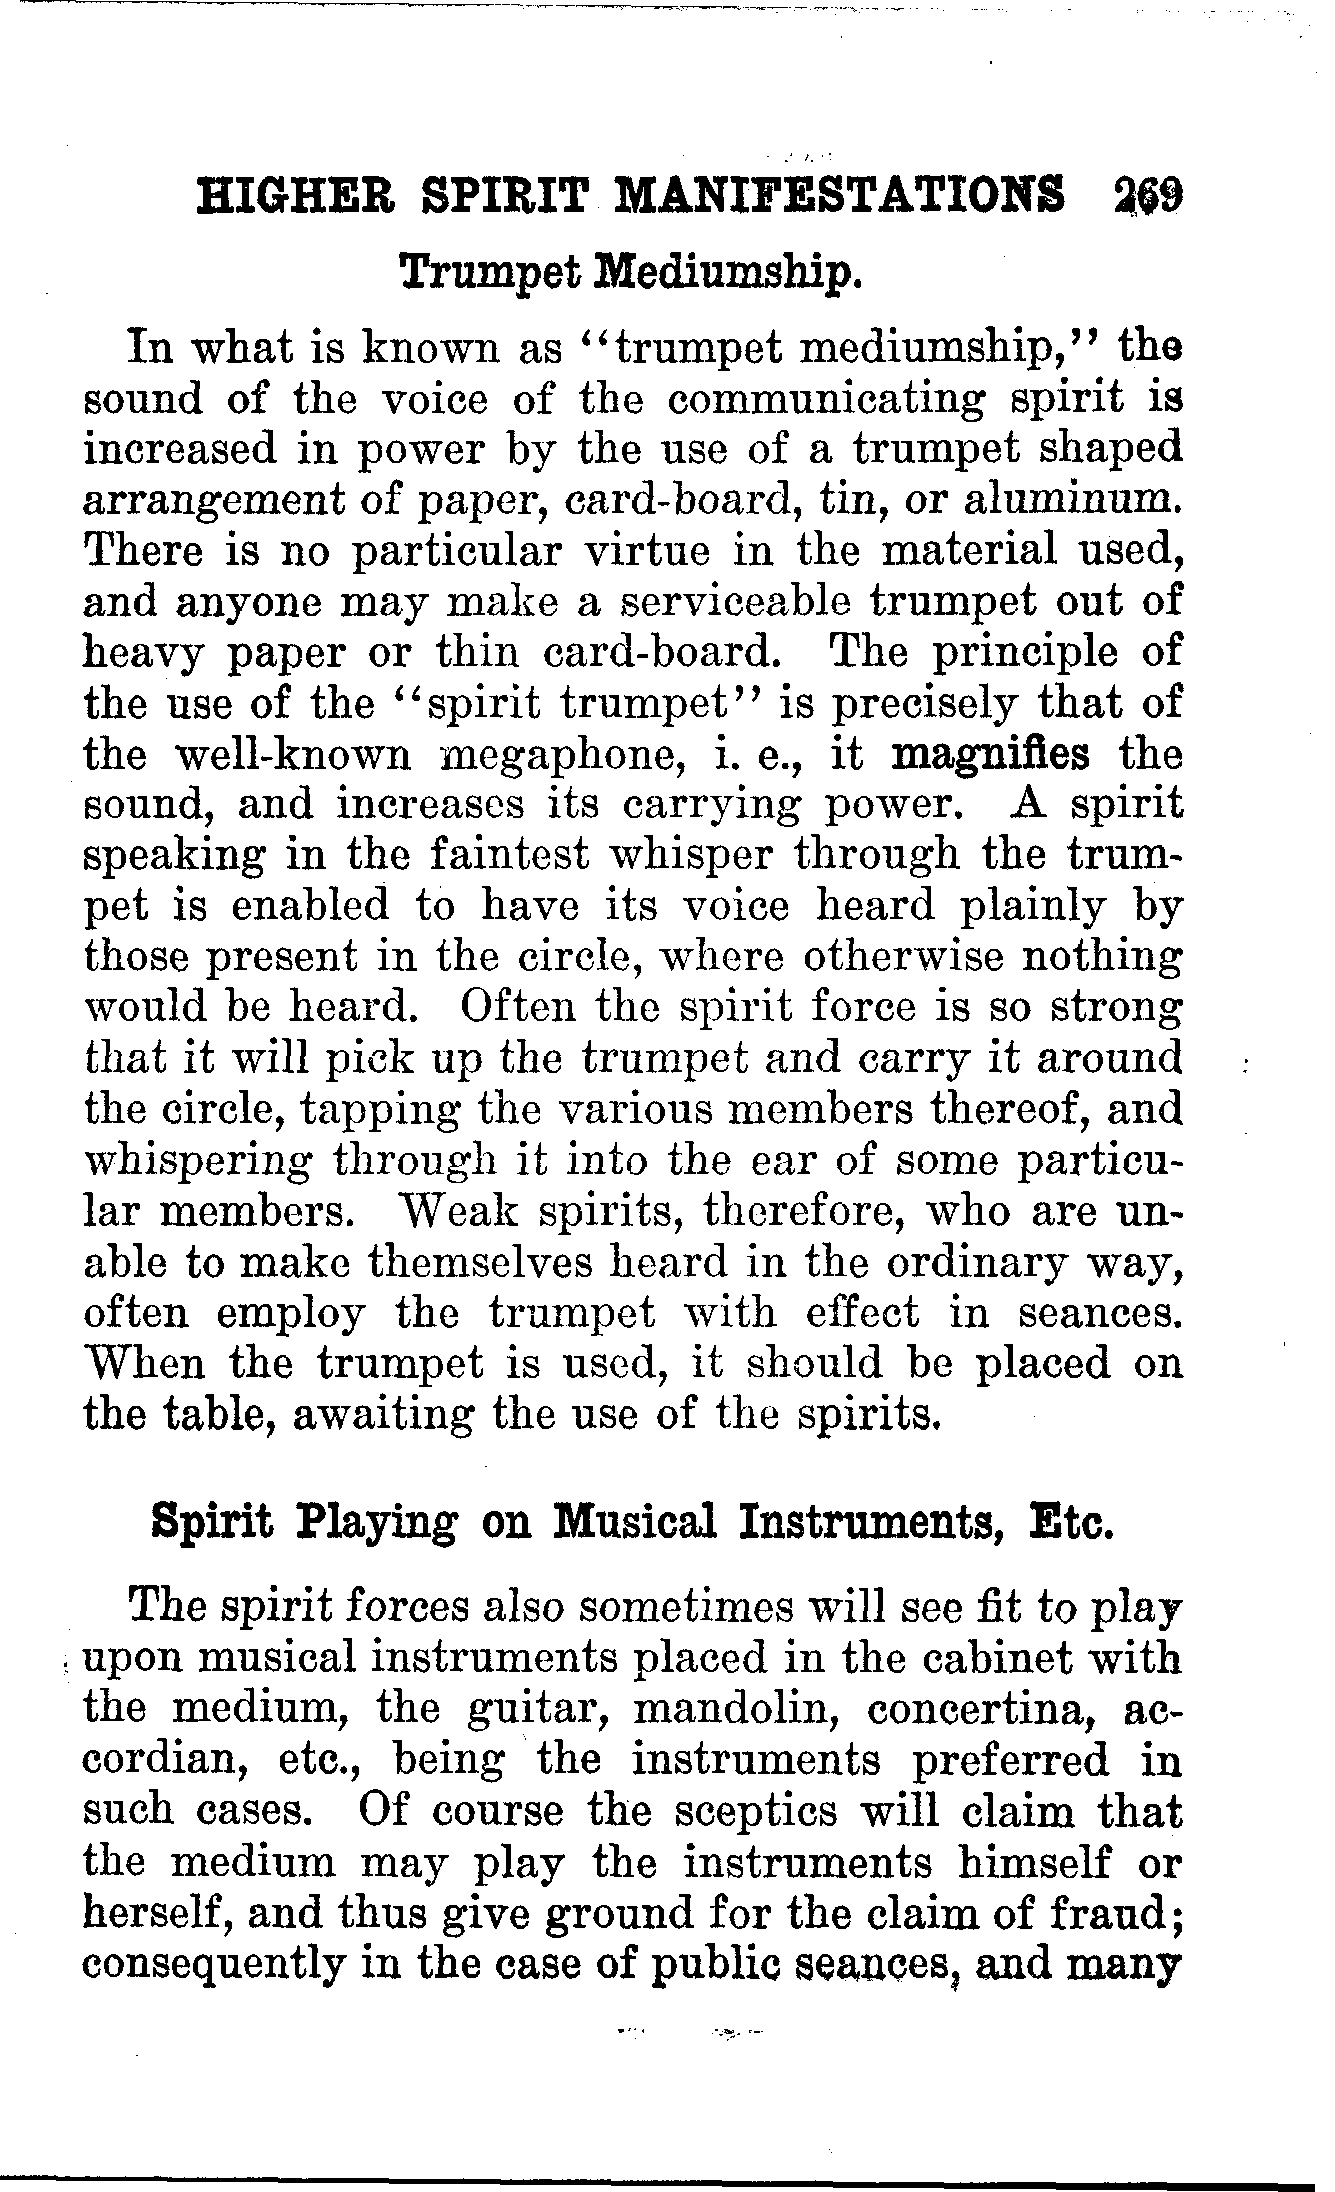 HIGHER SPIRIT MANIFESTATIONS 269
Trumpet Mediumship.
In what is known as “trumpet mediumship,” the
sound of the voice of the communicating spirit is
increased in power by the use of a trumpet shaped
arrangement of paper, card-board, tin, or aluminum.
There is no particular virtue in the material used,
and anyone may make a serviceable trumpet out of
heavy paper or thin card-board. The principle of
the use of the “spirit trumpet” is precisely that of
the well-known megaphone, i. e., it magnifies the
sound, and increases its carrying power. A spirit
speaking in the faintest whisper through the trum-
pet is enabled to have its voice heard plainly by
those present in the circle, where otherwise nothing
would be heard. Often the spirit force is so strong
that it will pick up the trumpet and carry it around
the circle, tapping the various members thereof, and
whispering through it into the ear of some particu-
lar members. Weak spirits, therefore, who are un-
able to make themselves heard in the ordinary way,
often employ the trumpet with effect in seances.
When the trumpet is used, it should be placed on
the table, awaiting the use of the spirits.
Spirit Playing on Musical Instruments, Etc.
The spirit forces also sometimes will see fit to play
upon musical instruments placed in the cabinet with
the medium, the guitar, mandolin, concertina, ac-
cordian, etc., being the instruments preferred in
such cases. Of course the sceptics will claim that
the medium may play the instruments himself or
herself, and thus give ground for the claim of fraud;
consequently in the case of public seances, and many